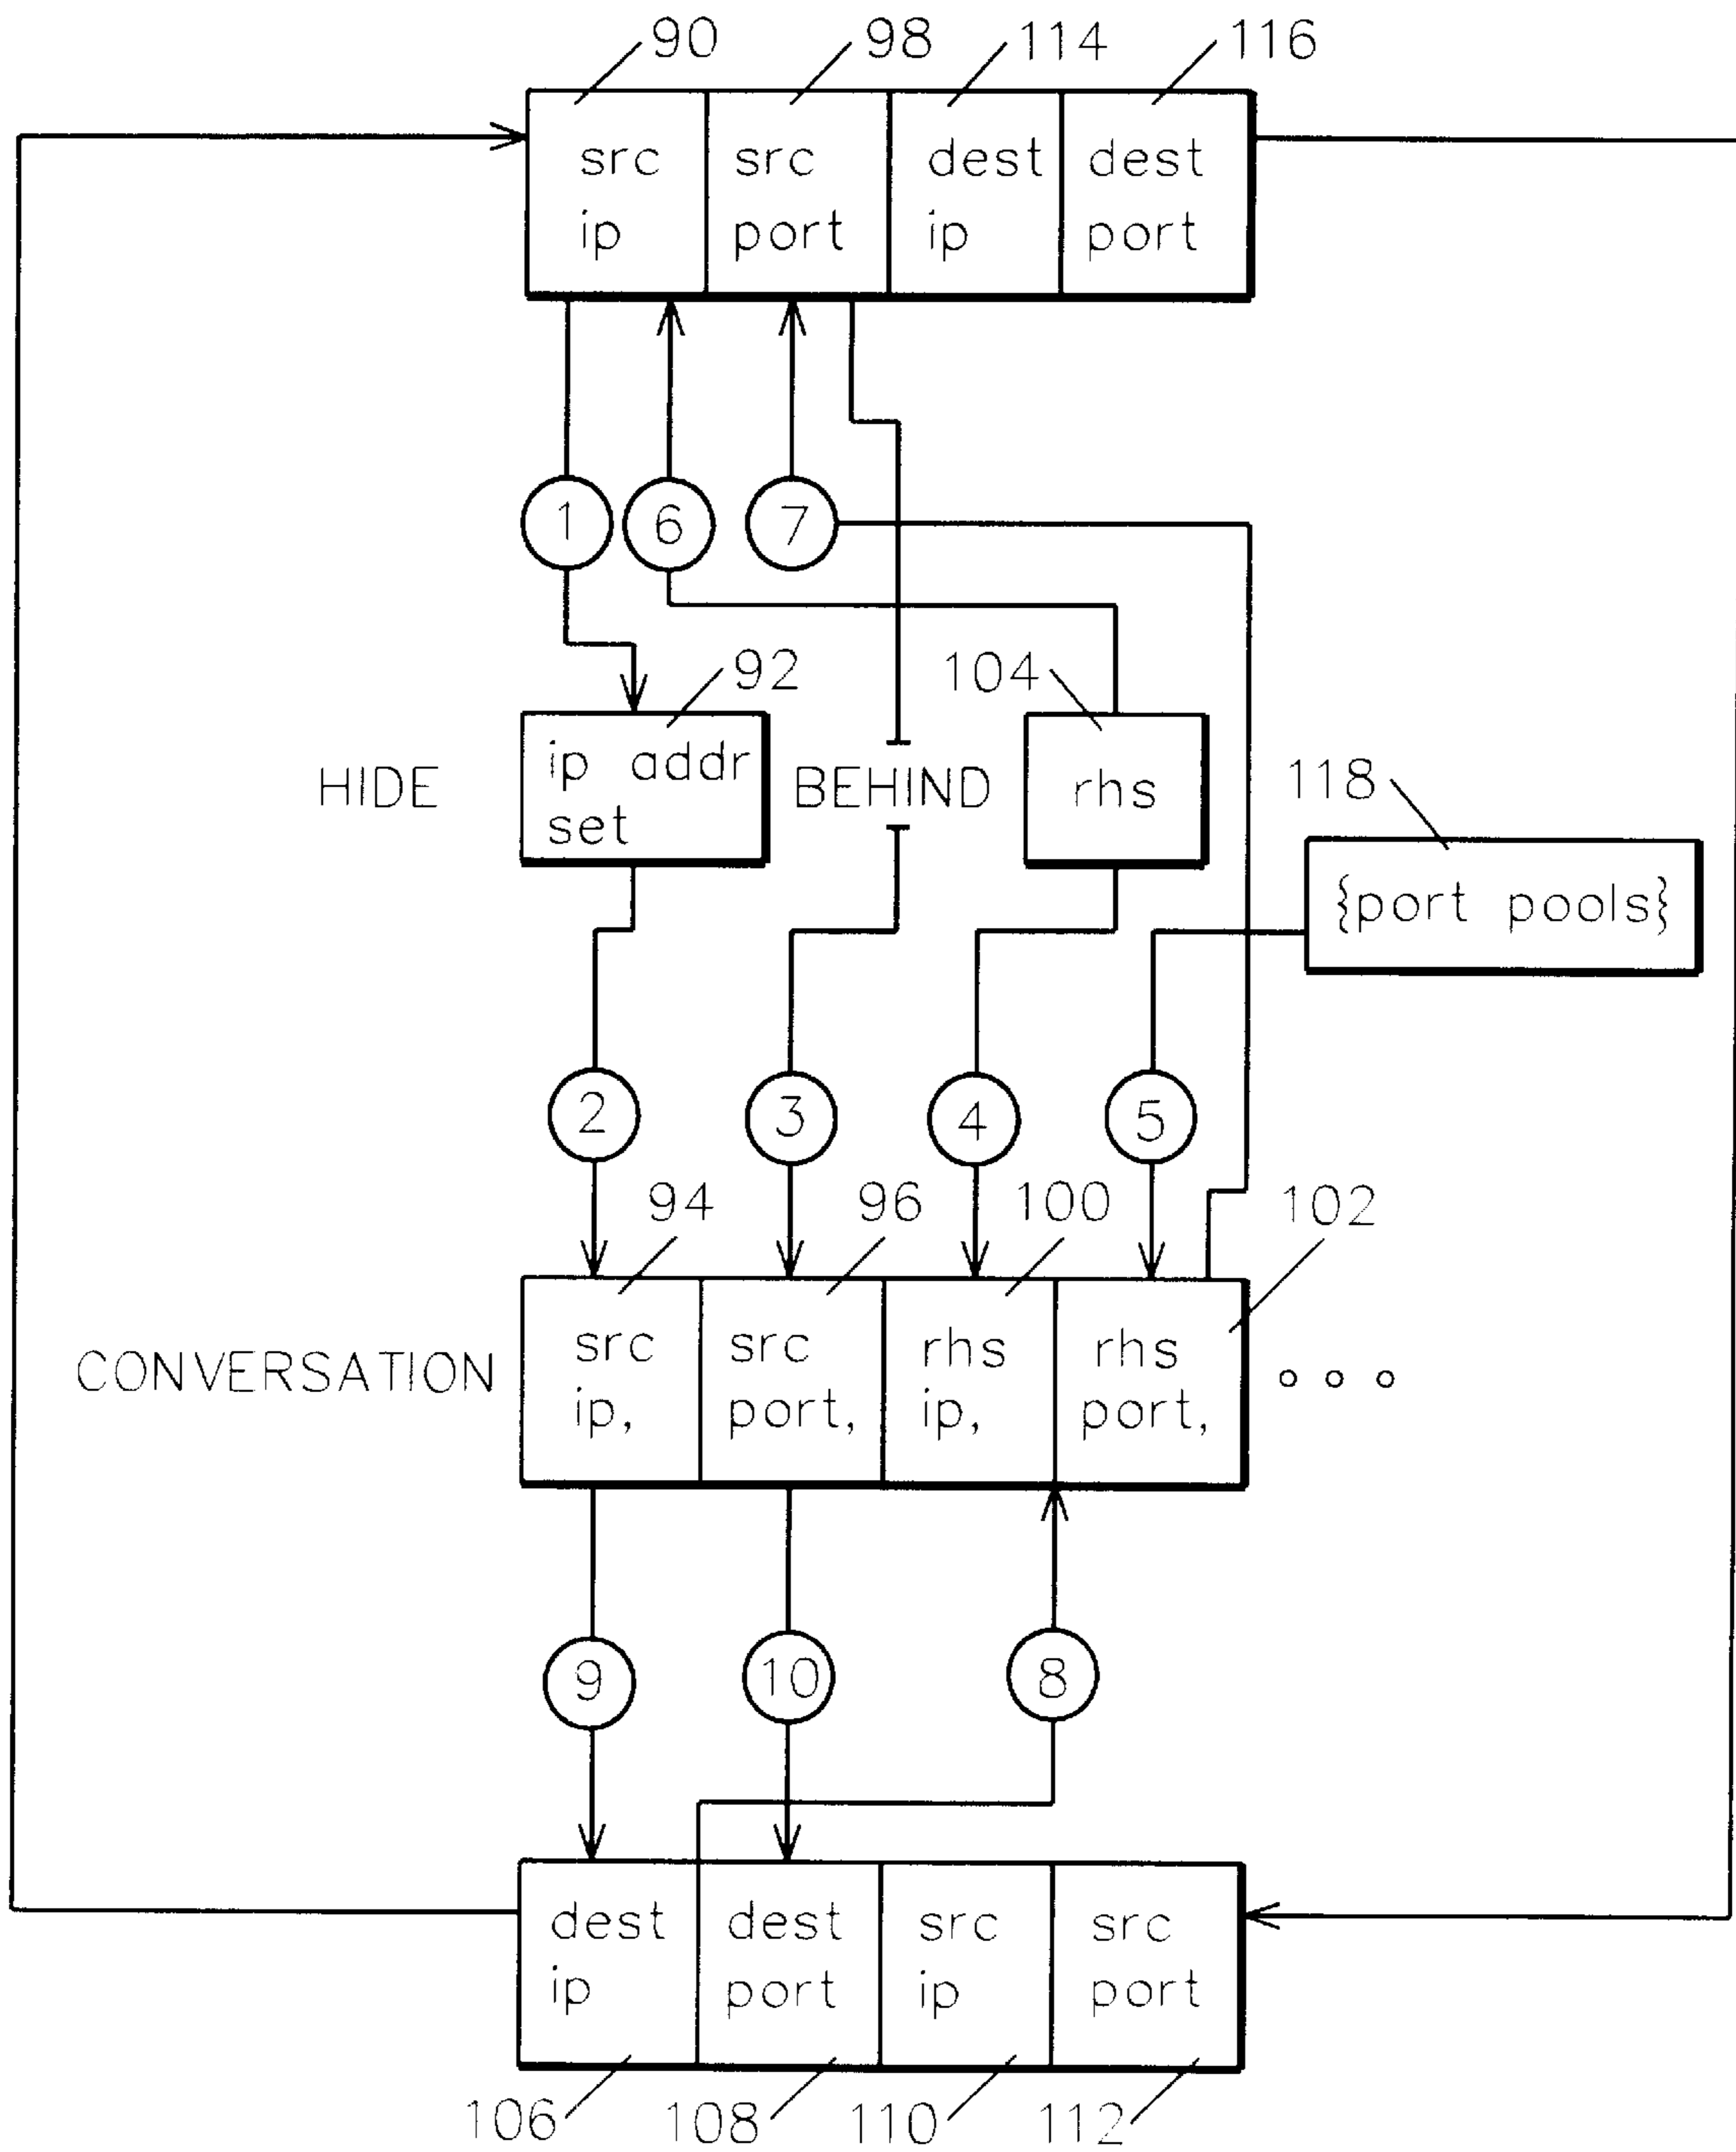 90 98 114 116
src src dest dest
ip port ip port
1 6 7
92 104
HIDE ip addr set BEHIND rhs
118
{port pools}
2 3 4 5
94 96 100 102
CONVERSATION
src src rhs rhs
ip, port, ip, port,
9 10 8
dest dest src src
ip port ip port
106 108 110 112